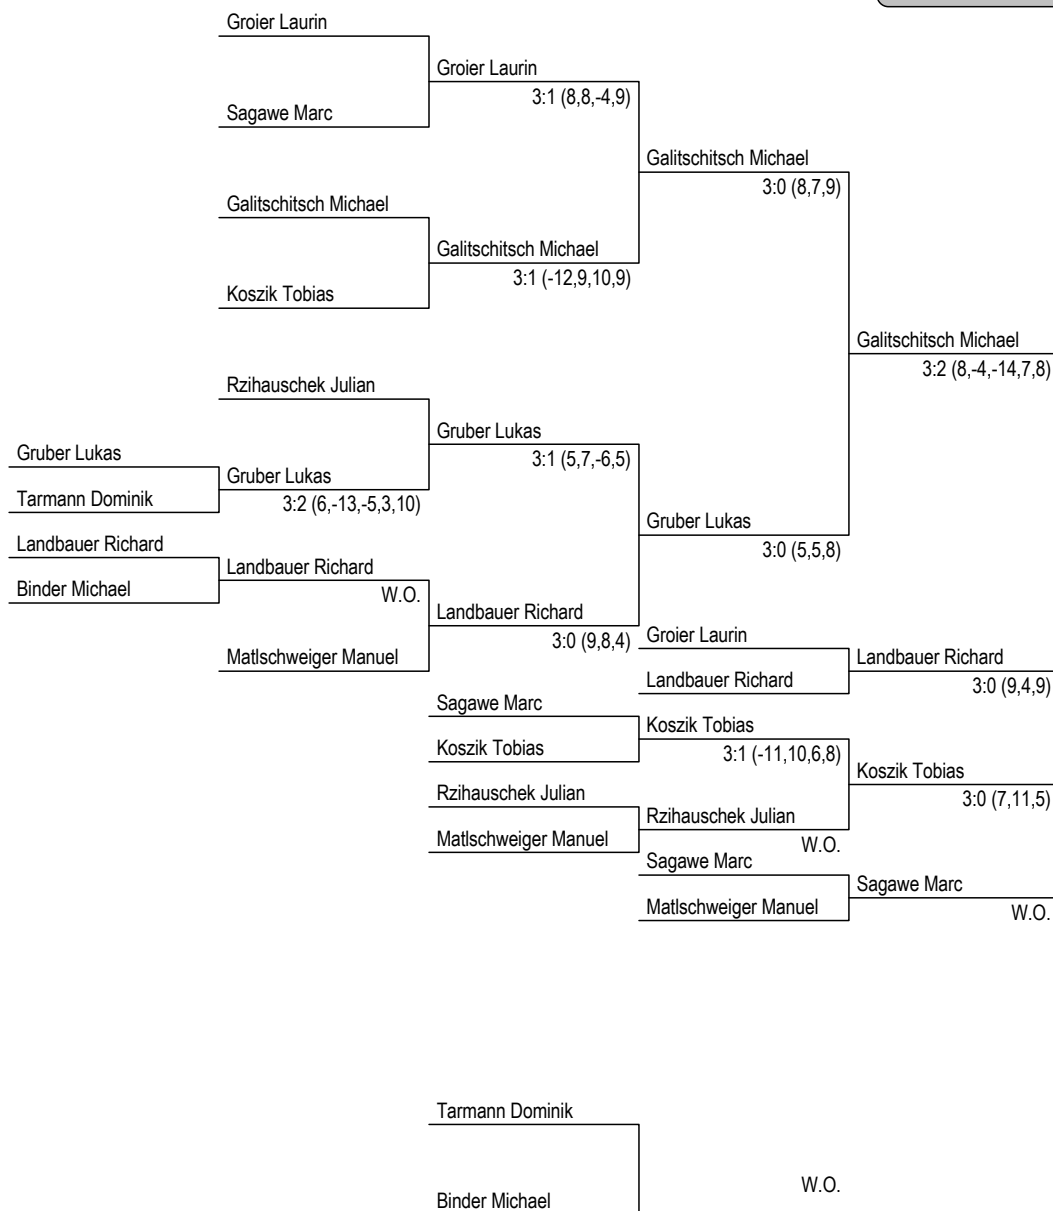 Groier Laurin
Groier Laurin
3:1 (8,8,-4,9)
Sagawe Marc
Galitschitsch Michael
3:0 (8,7,9)
Galitschitsch Michael
Galitschitsch Michael
3:1 (-12,9,10,9)
Koszik Tobias
Galitschitsch Michael
3:2 (8,-4,-14,7,8)
Rzihauschek Julian
Gruber Lukas
3:1 (5,7,-6,5)
Gruber Lukas
Gruber Lukas
3:2 (6,-13,-5,3,10)
Tarmann Dominik
Gruber Lukas
3:0 (5,5,8)
Landbauer Richard
Landbauer Richard
W.O.
Binder Michael
Landbauer Richard
3:0 (9,8,4)
Matlschweiger Manuel
Groier Laurin
Landbauer Richard
3:0 (9,4,9)
Landbauer Richard
Sagawe Marc
Koszik Tobias
3:1 (-11,10,6,8)
Koszik Tobias
Koszik Tobias
3:0 (7,11,5)
Rzihauschek Julian
Rzihauschek Julian
W.O.
Matlschweiger Manuel
Sagawe Marc
Sagawe Marc
W.O.
Matlschweiger Manuel
Tarmann Dominik
W.O.
Binder Michael